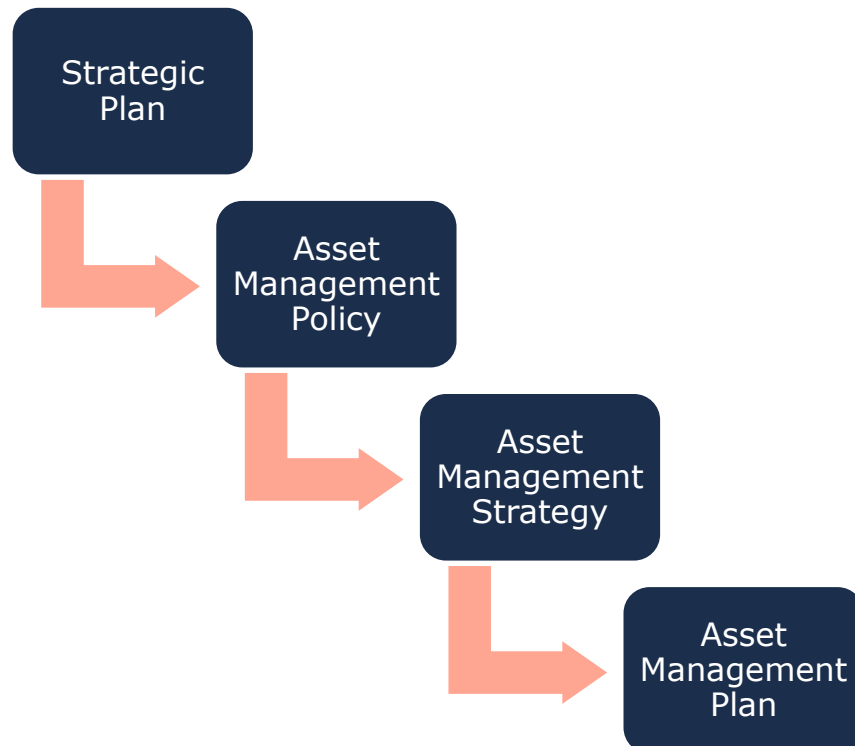 Strategic
Plan
Asset
Management
Policy
Asset
Management
Strategy
Asset
Management
Plan